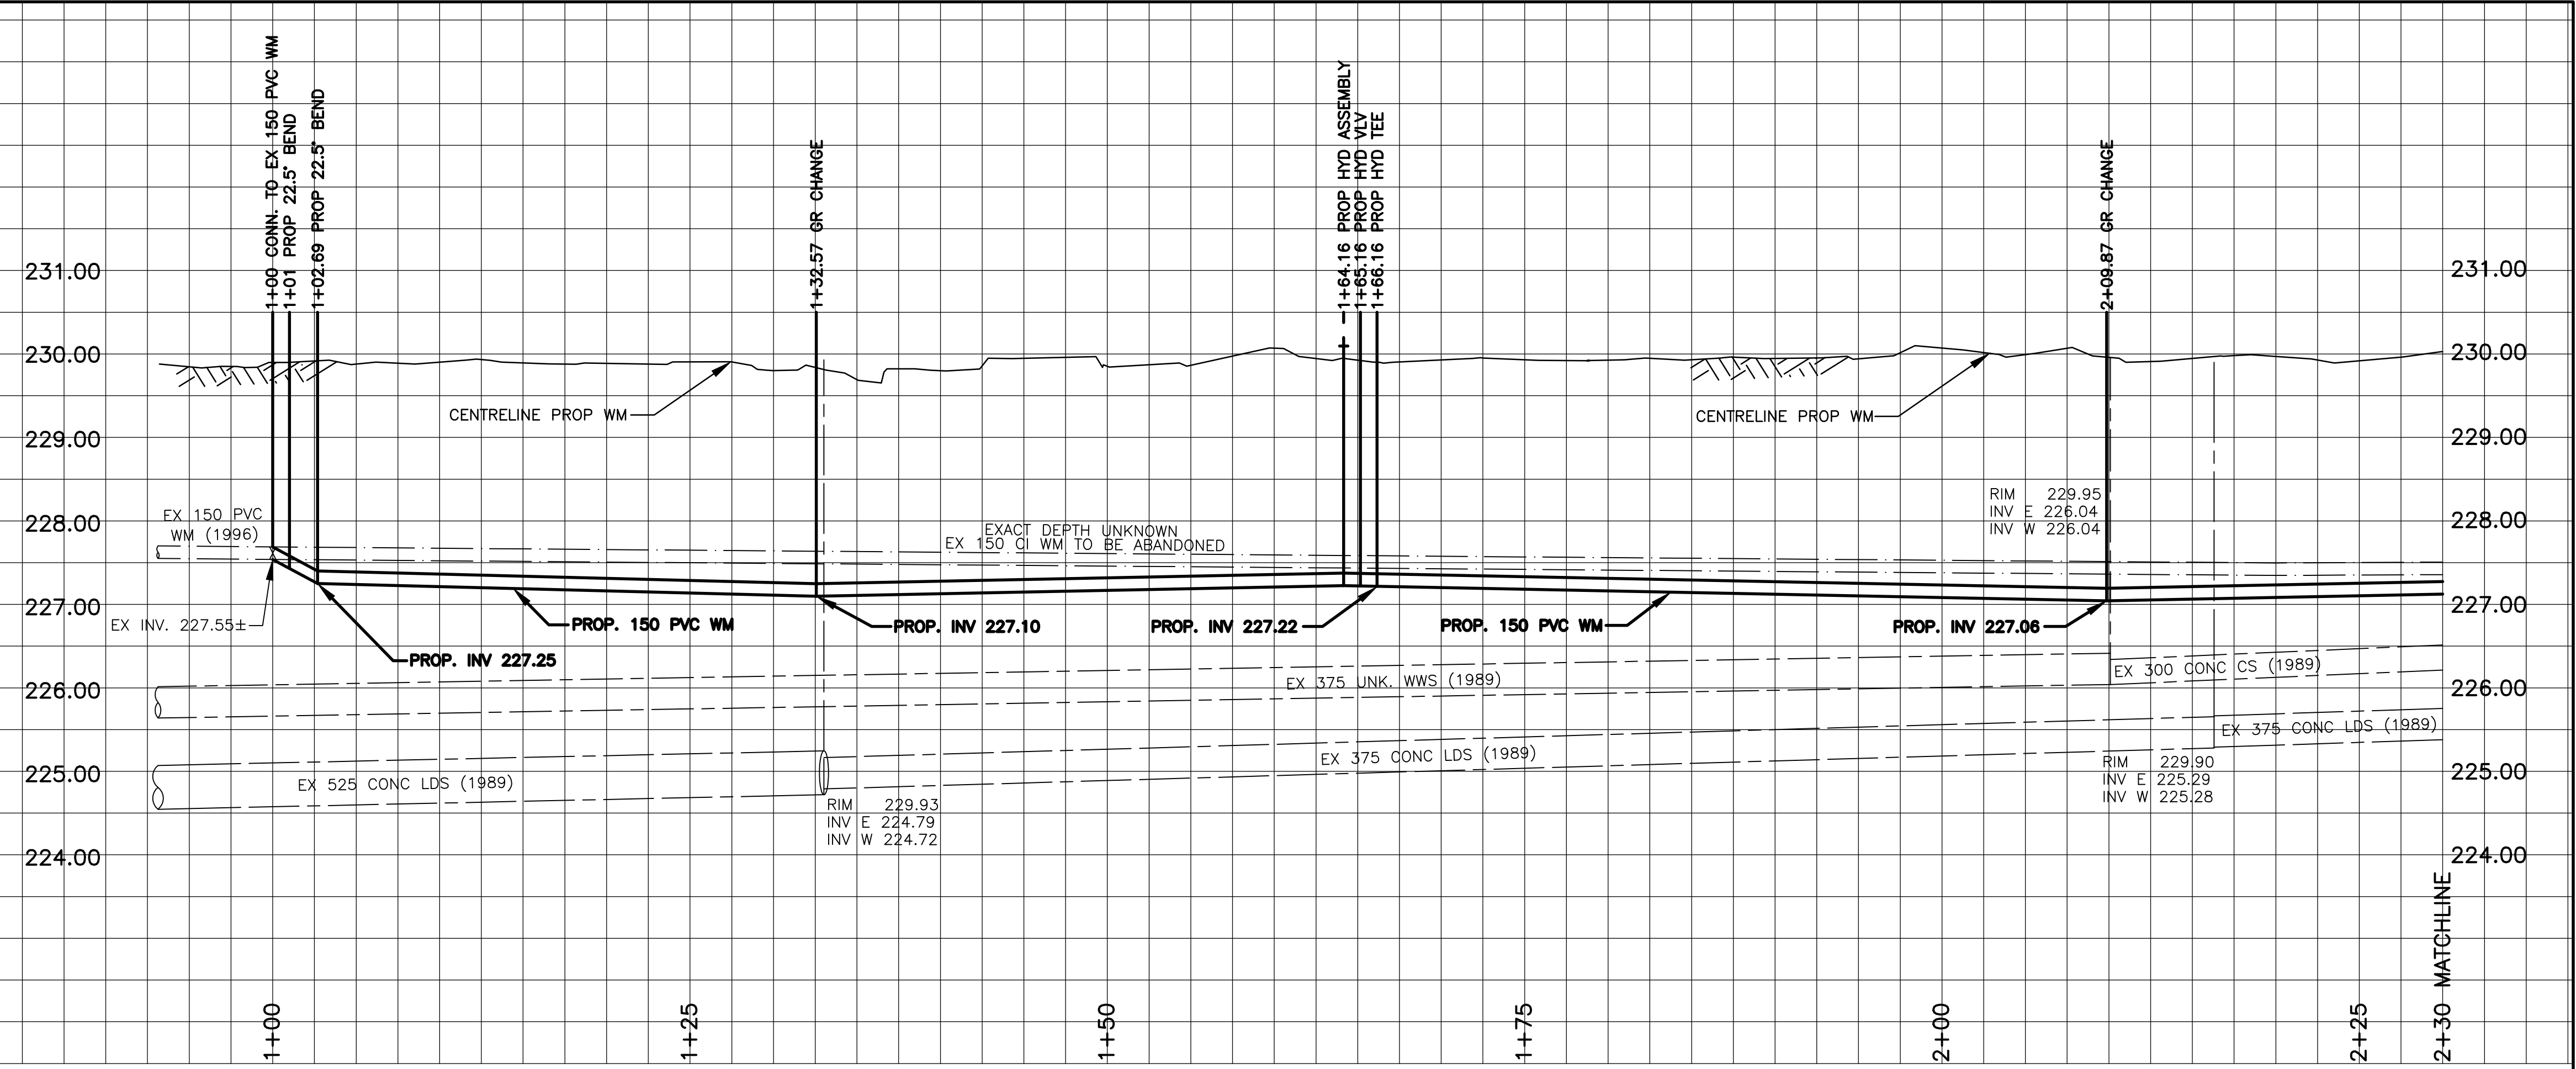 1+00 CONN. TO EX 150 PVC WM
1+01 PROP 22.5° BEND
1+02.69 PROP 22.5° BEND
1+32.57 GR CHANGE
1+64.16 PROP HYD ASSEMBLY
1+65.16 PROP HYD VLV
1+66.16 PROP HYD TEE
2+09.87 GR CHANGE
231.00
231.00
230.00
230.00
CENTRELINE PROP WM
CENTRELINE PROP WM
229.00
229.00
RIM 229.95
INV E 226.04
INV W 226.04
EX 150 PVC
WM (1996)
228.00
228.00
EXACT DEPTH UNKNOWN
EX 150 CI WM TO BE ABANDONED
227.00
227.00
EX INV. 227.55±
PROP. 150 PVC WM
PROP. INV 227.10
PROP. INV 227.22
PROP. 150 PVC WM
PROP. INV 227.06
PROP. INV 227.25
226.00
226.00
EX 375 UNK. WWS (1989)
EX 300 CONC CS (1989)
EX 375 CONC LDS (1989)
225.00
225.00
EX 525 CONC LDS (1989)
EX 375 CONC LDS (1989)
RIM 229.90
INV E 225.29
INV W 225.28
RIM 229.93
INV E 224.79
INV W 224.72
224.00
224.00
1+00
1+25
1+50
1+75
2+00
2+25
2+30 MATCHLINE